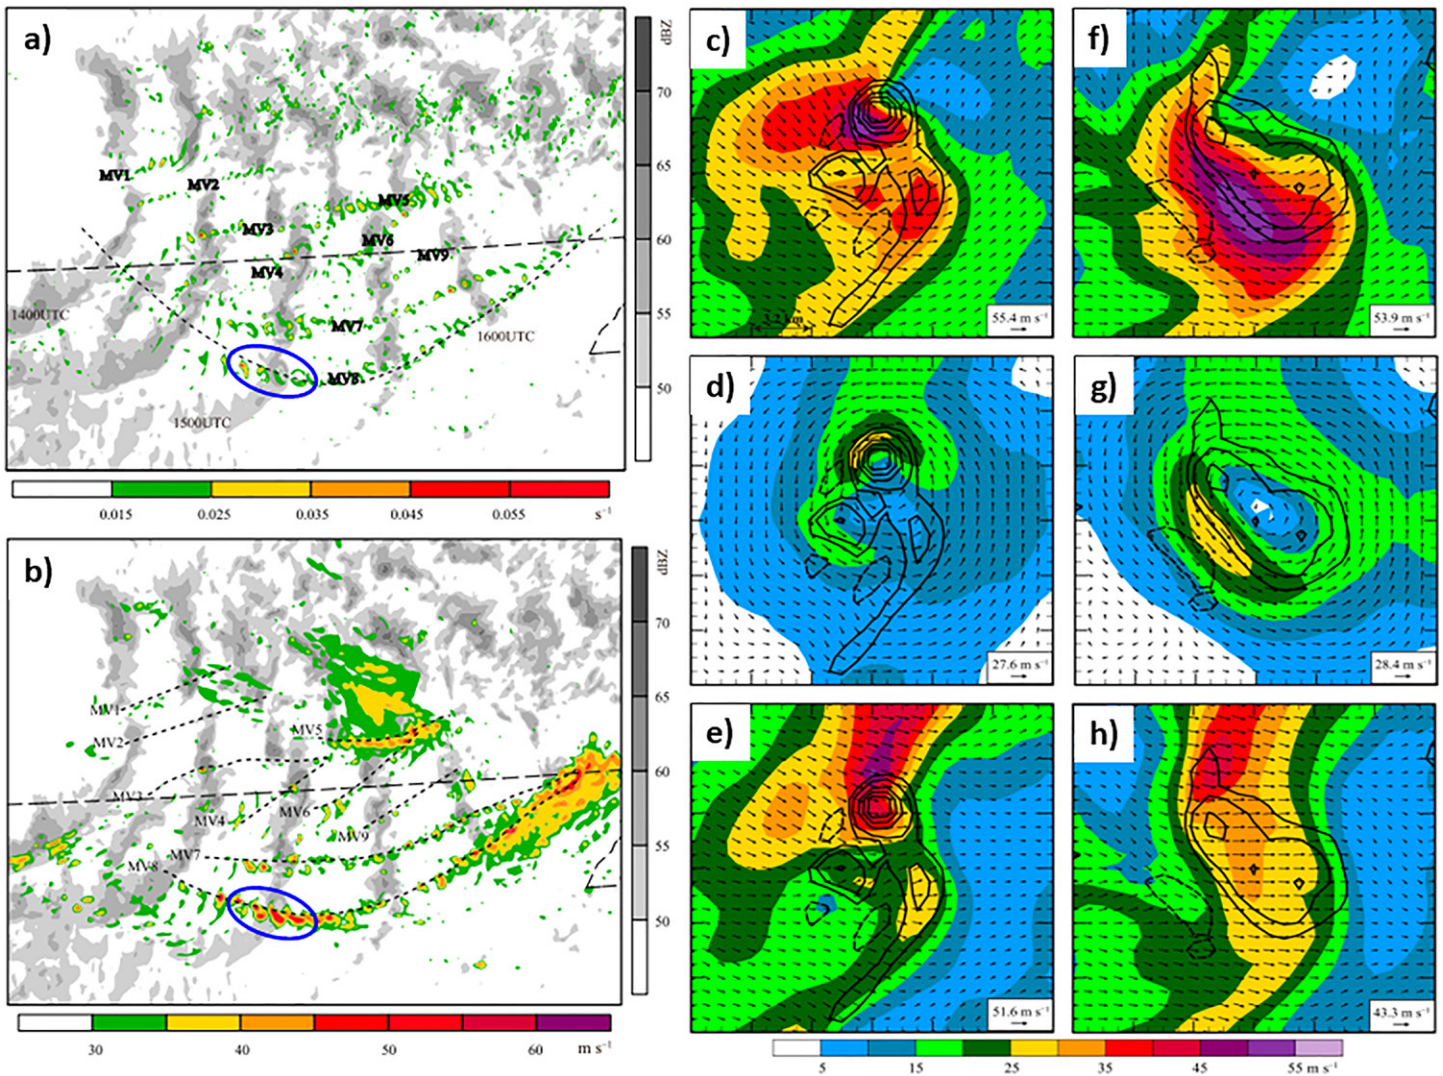 a)
dBZ
70
65
60
55
50
MV1
MV2
MV3
MV4
MV5
MV6
MV9
MV7
MV8
1400UTC
1500UTC
1600UTC
0.015
0.025
0.035
0.045
0.055
s⁻¹
b)
dBZ
70
65
60
55
50
MV1
MV2
MV3
MV4
MV5
MV6
MV9
MV7
MV8
30
40
50
60
m s⁻¹
c)
3.2 km
55.4 m s⁻¹
f)
53.9 m s⁻¹
d)
27.6 m s⁻¹
g)
28.4 m s⁻¹
e)
51.6 m s⁻¹
h)
43.3 m s⁻¹
5
15
25
35
45
55 m s⁻¹